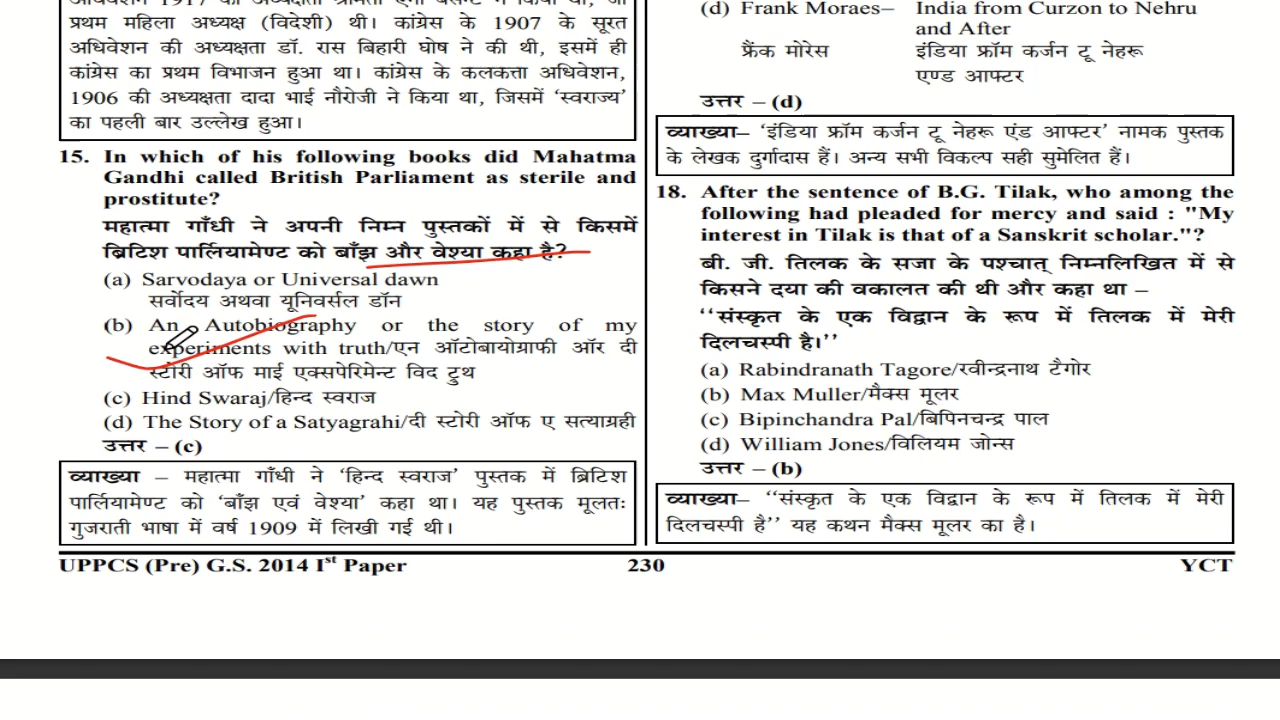 प्रथम महिला अध्यक्ष (विदेशी) थी। कांग्रेस के 1907 के सूरत
अधिवेशन की अध्यक्षता डॉ. रास बिहारी घोष ने की थी, इसमें ही
कांग्रेस का प्रथम विभाजन हुआ था। कांग्रेस के कलकत्ता अधिवेशन,
1906 की अध्यक्षता दादा भाई नौरोजी ने किया था, जिसमें ‘स्वराज्य’
का पहली बार उल्लेख हुआ।
15. In which of his following books did Mahatma
Gandhi called British Parliament as sterile and
prostitute?
महात्मा गाँधी ने अपनी निम्न पुस्तकों में से किसमें
ब्रिटिश पार्लियामेण्ट को बाँझ और वेश्या कहा है?
(a) Sarvodaya or Universal dawn
सर्वोदय अथवा यूनिवर्सल डॉन
(b) An Autobiography or the story of my
experiments with truth/एन ऑटोबायोग्राफी ऑर दी
स्टोरी ऑफ माई एक्सपेरिमेन्ट विद ट्रुथ
(c) Hind Swaraj/हिन्द स्वराज
(d) The Story of a Satyagrahi/दी स्टोरी ऑफ ए सत्याग्रही
उत्तर – (c)
व्याख्या – महात्मा गाँधी ने ‘हिन्द स्वराज’ पुस्तक में ब्रिटिश
पार्लियामेण्ट को ‘बाँझ एवं वेश्या’ कहा था। यह पुस्तक मूलतः
गुजराती भाषा में वर्ष 1909 में लिखी गई थी।
(d) Frank Moraes– India from Curzon to Nehru
and After
फ्रैंक मोरेस इंडिया फ्रॉम कर्जन टू नेहरू
एण्ड आफ्टर
उत्तर – (d)
व्याख्या– ‘इंडिया फ्रॉम कर्जन टू नेहरू एंड आफ्टर’ नामक पुस्तक
के लेखक दुर्गादास हैं। अन्य सभी विकल्प सही सुमेलित हैं।
18. After the sentence of B.G. Tilak, who among the
following had pleaded for mercy and said : "My
interest in Tilak is that of a Sanskrit scholar."?
बी. जी. तिलक के सजा के पश्चात् निम्नलिखित में से
किसने दया की वकालत की थी और कहा था –
‘‘संस्कृत के एक विद्वान के रूप में तिलक में मेरी
दिलचस्पी है।’’
(a) Rabindranath Tagore/रवीन्द्रनाथ टैगोर
(b) Max Muller/मैक्स मूलर
(c) Bipinchandra Pal/बिपिनचन्द्र पाल
(d) William Jones/विलियम जोन्स
उत्तर – (b)
व्याख्या– ‘‘संस्कृत के एक विद्वान के रूप में तिलक में मेरी
दिलचस्पी है’’ यह कथन मैक्स मूलर का है।
UPPCS (Pre) G.S. 2014 Ist Paper 230 YCT